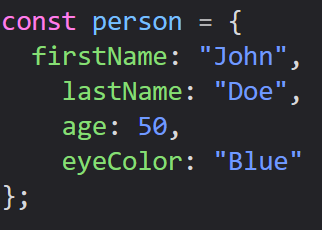 const person = {
  firstName: "John",
    lastName: "Doe",
    age: 50,
    eyeColor: "Blue"
};